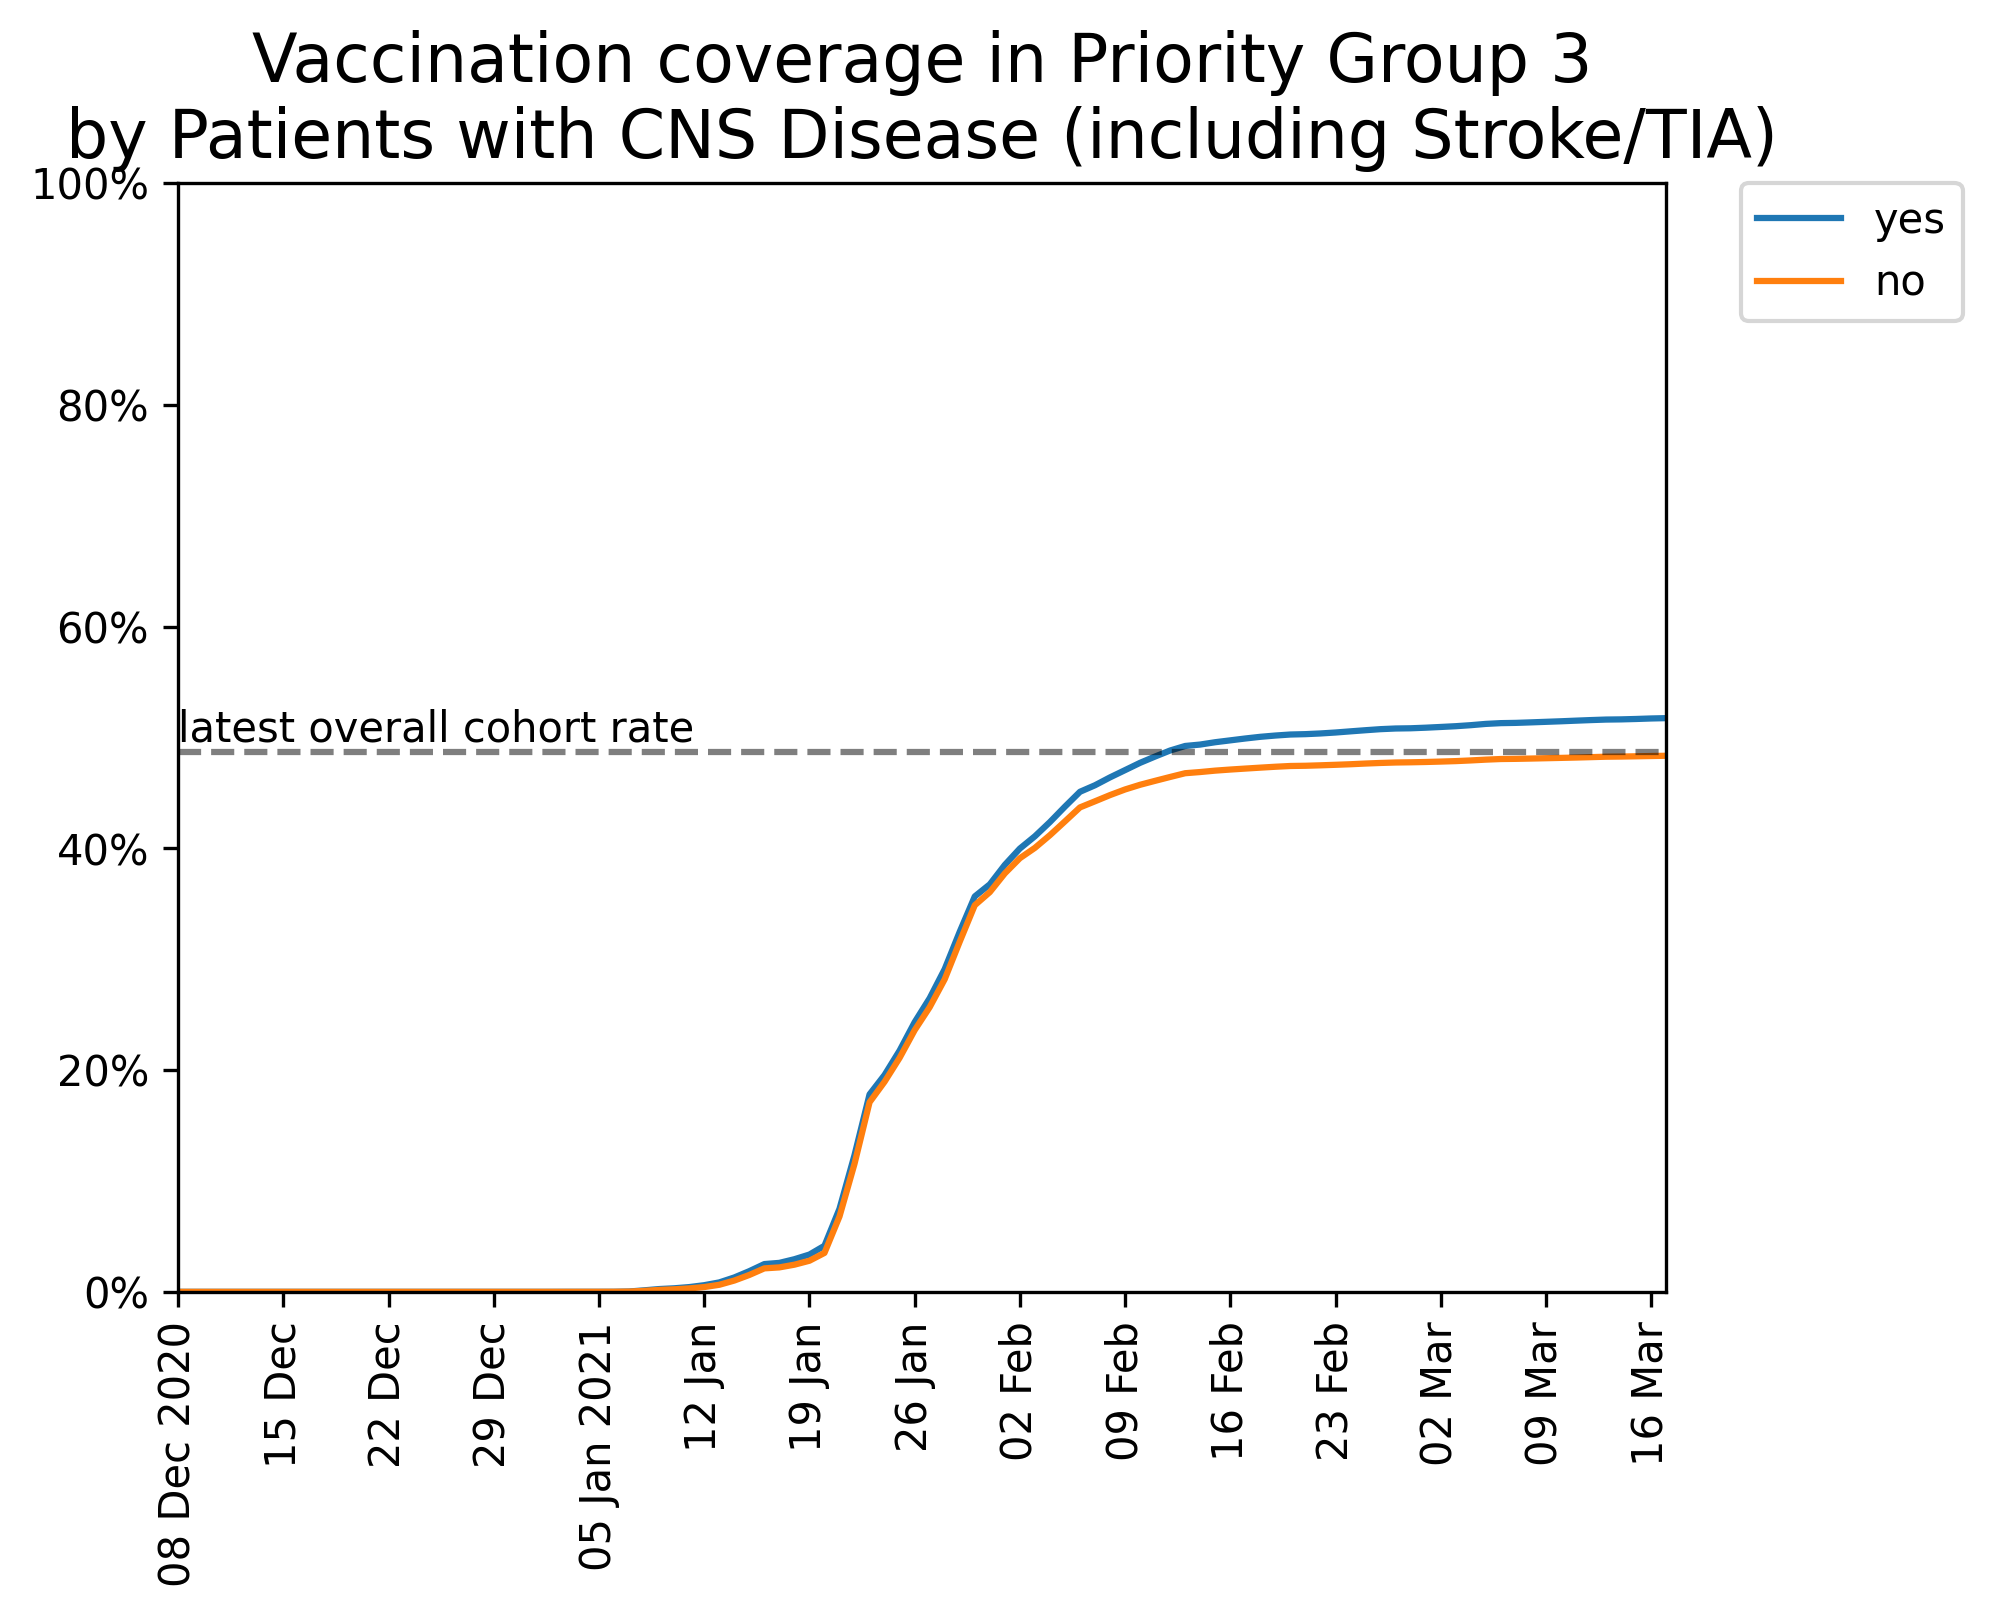 Vaccination coverage in Priority Group 3
by Patients with CNS Disease (including Stroke/TIA)
100%
80%
60%
40%
20%
0%
yes
no
latest overall cohort rate
08 Dec 2020
15 Dec
22 Dec
29 Dec
05 Jan 2021
12 Jan
19 Jan
26 Jan
02 Feb
09 Feb
16 Feb
23 Feb
02 Mar
09 Mar
16 Mar